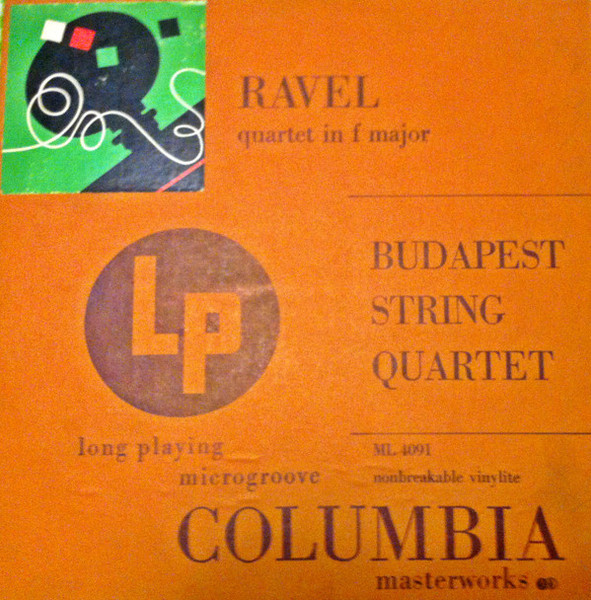 RAVEL
quartet in f major
BUDAPEST
STRING
QUARTET
LP
long playing
microgroove
ML 4091
nonbreakable vinylite
COLUMBIA
masterworks